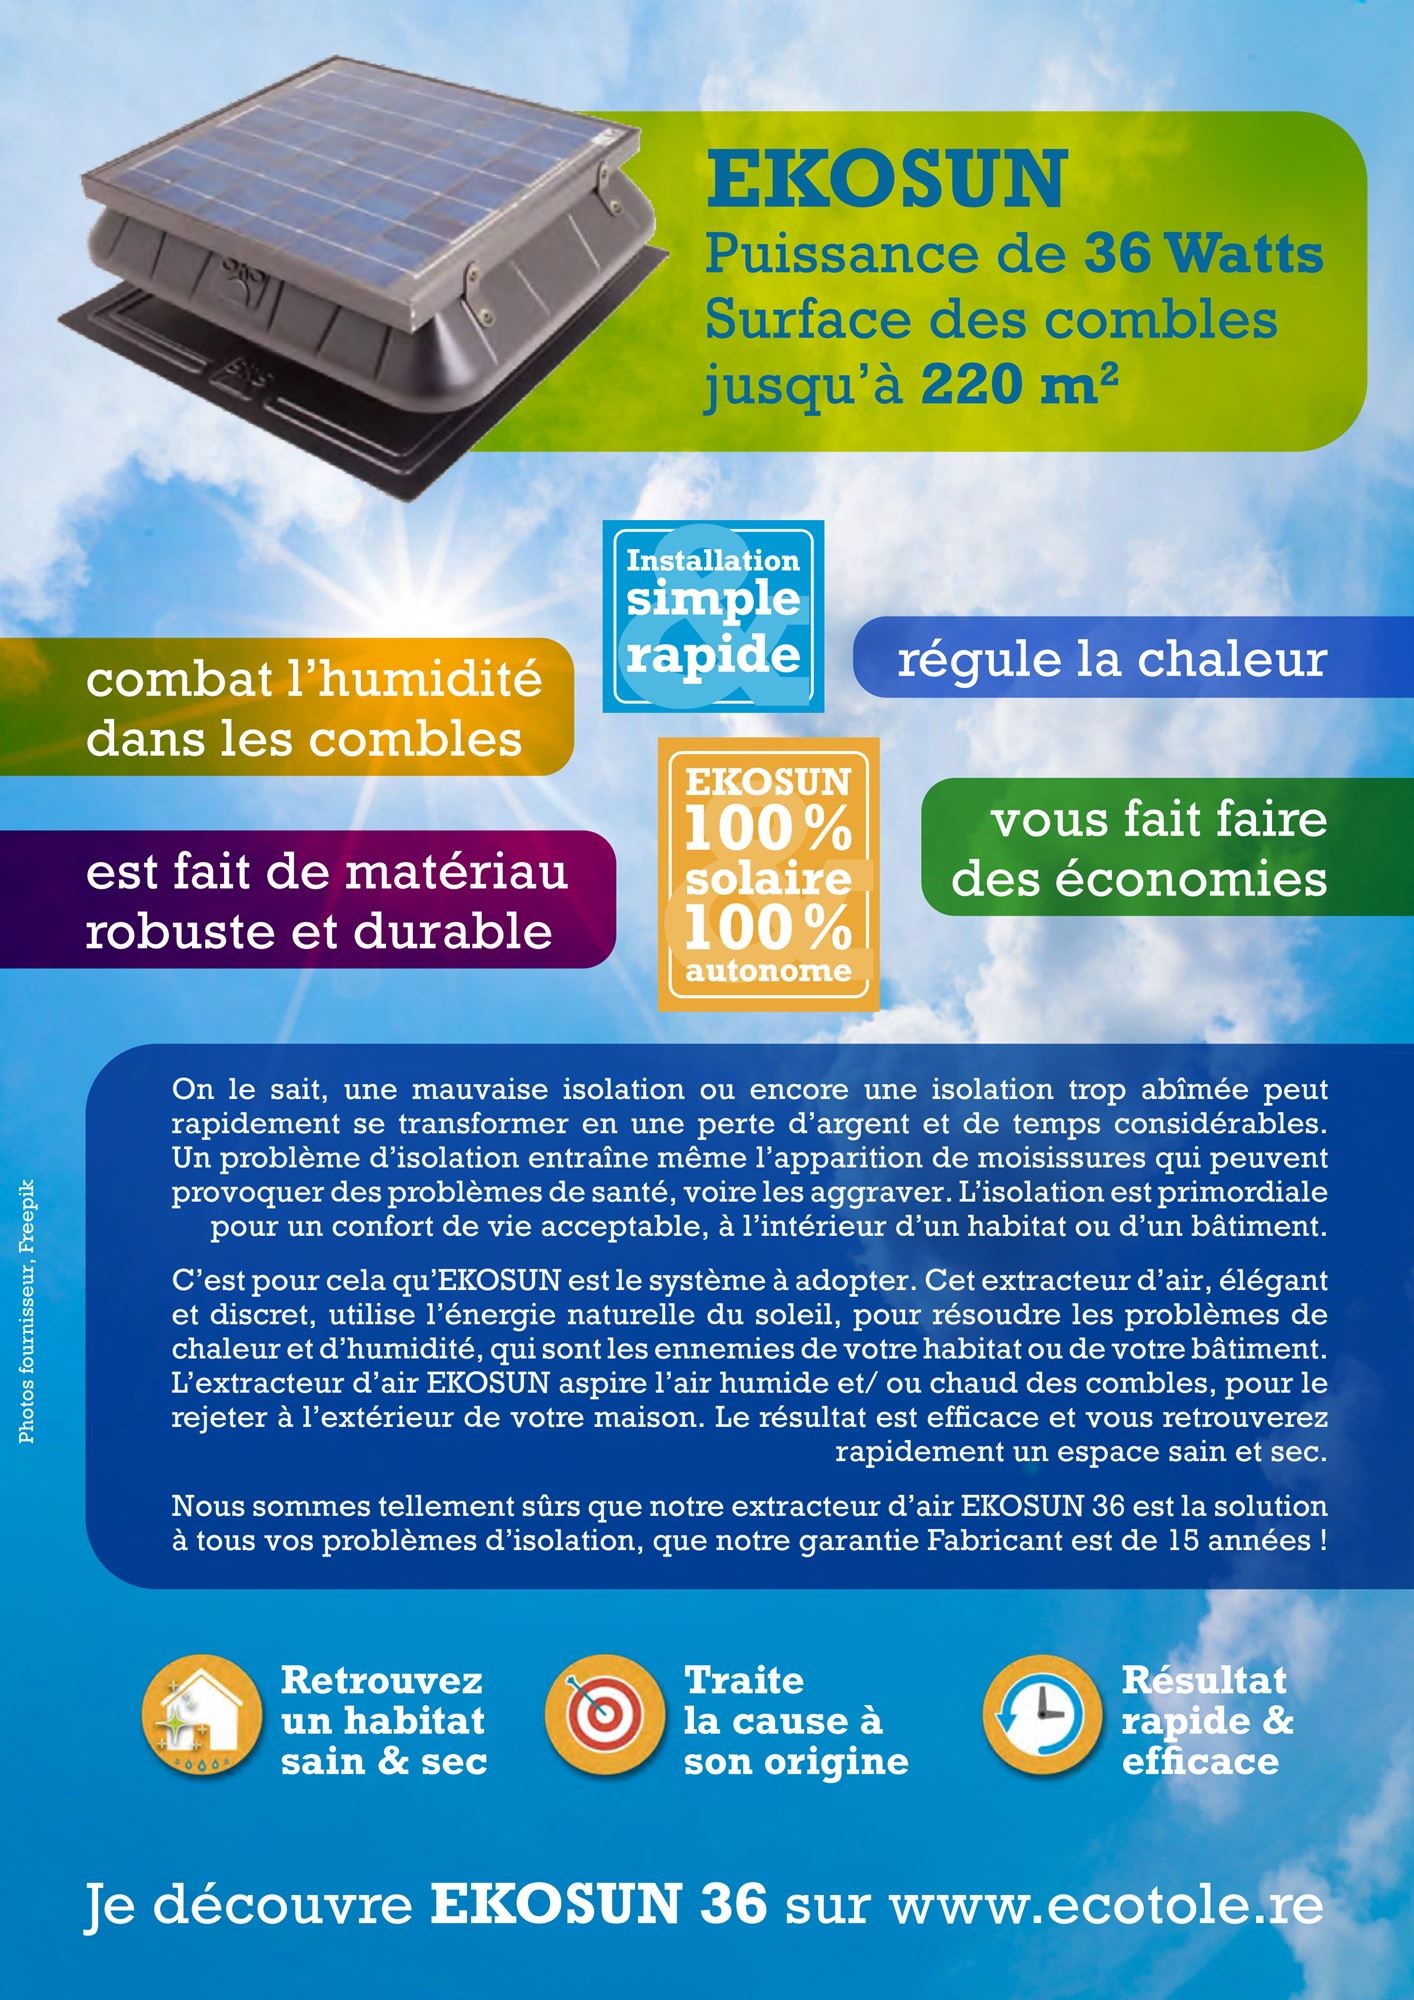 EKOSUN
Puissance de 36 Watts
Surface des combles
jusqu'à 220 m²
Installation
simple
&
rapide
régule la chaleur
combat l'humidité
dans les combles
EKOSUN
100 %
solaire
&
100 %
autonome
vous fait faire
des économies
est fait de matériau
robuste et durable
On le sait, une mauvaise isolation ou encore une isolation trop abîmée peut
rapidement se transformer en une perte d'argent et de temps considérables.
Un problème d'isolation entraîne même l'apparition de moisissures qui peuvent
provoquer des problèmes de santé, voire les aggraver. L'isolation est primordiale
pour un confort de vie acceptable, à l'intérieur d'un habitat ou d'un bâtiment.
C'est pour cela qu'EKOSUN est le système à adopter. Cet extracteur d'air, élégant
et discret, utilise l'énergie naturelle du soleil, pour résoudre les problèmes de
chaleur et d'humidité, qui sont les ennemies de votre habitat ou de votre bâtiment.
L'extracteur d'air EKOSUN aspire l'air humide et/ ou chaud des combles, pour le
rejeter à l'extérieur de votre maison. Le résultat est efficace et vous retrouverez
rapidement un espace sain et sec.
Nous sommes tellement sûrs que notre extracteur d'air EKOSUN 36 est la solution
à tous vos problèmes d'isolation, que notre garantie Fabricant est de 15 années !
Photos fournisseur, Freepik
Retrouvez
un habitat
sain & sec
Traite
la cause à
son origine
Résultat
rapide &
efficace
Je découvre EKOSUN 36 sur www.ecotole.re